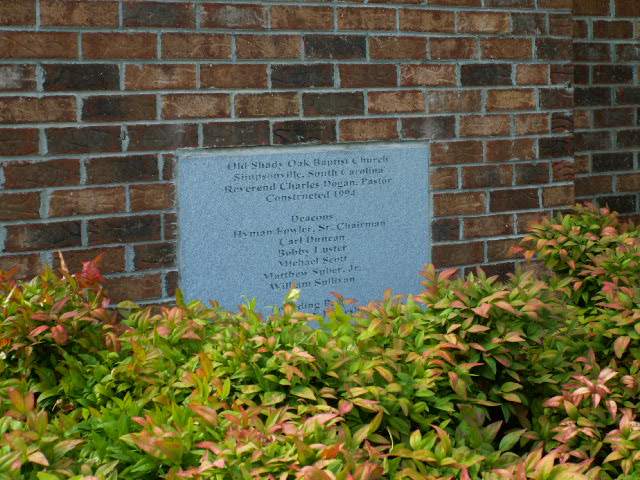 Old Shady Oak Baptist Church
Simpsonville, South Carolina
Reverend Charles Dogan, Pastor
Constructed 1994
Deacons
Hyman Fowler, Sr. Chairman
Carl Duncan
Bobby Luster
Michael Scott
Matthew Suber, Jr.
William Sullivan